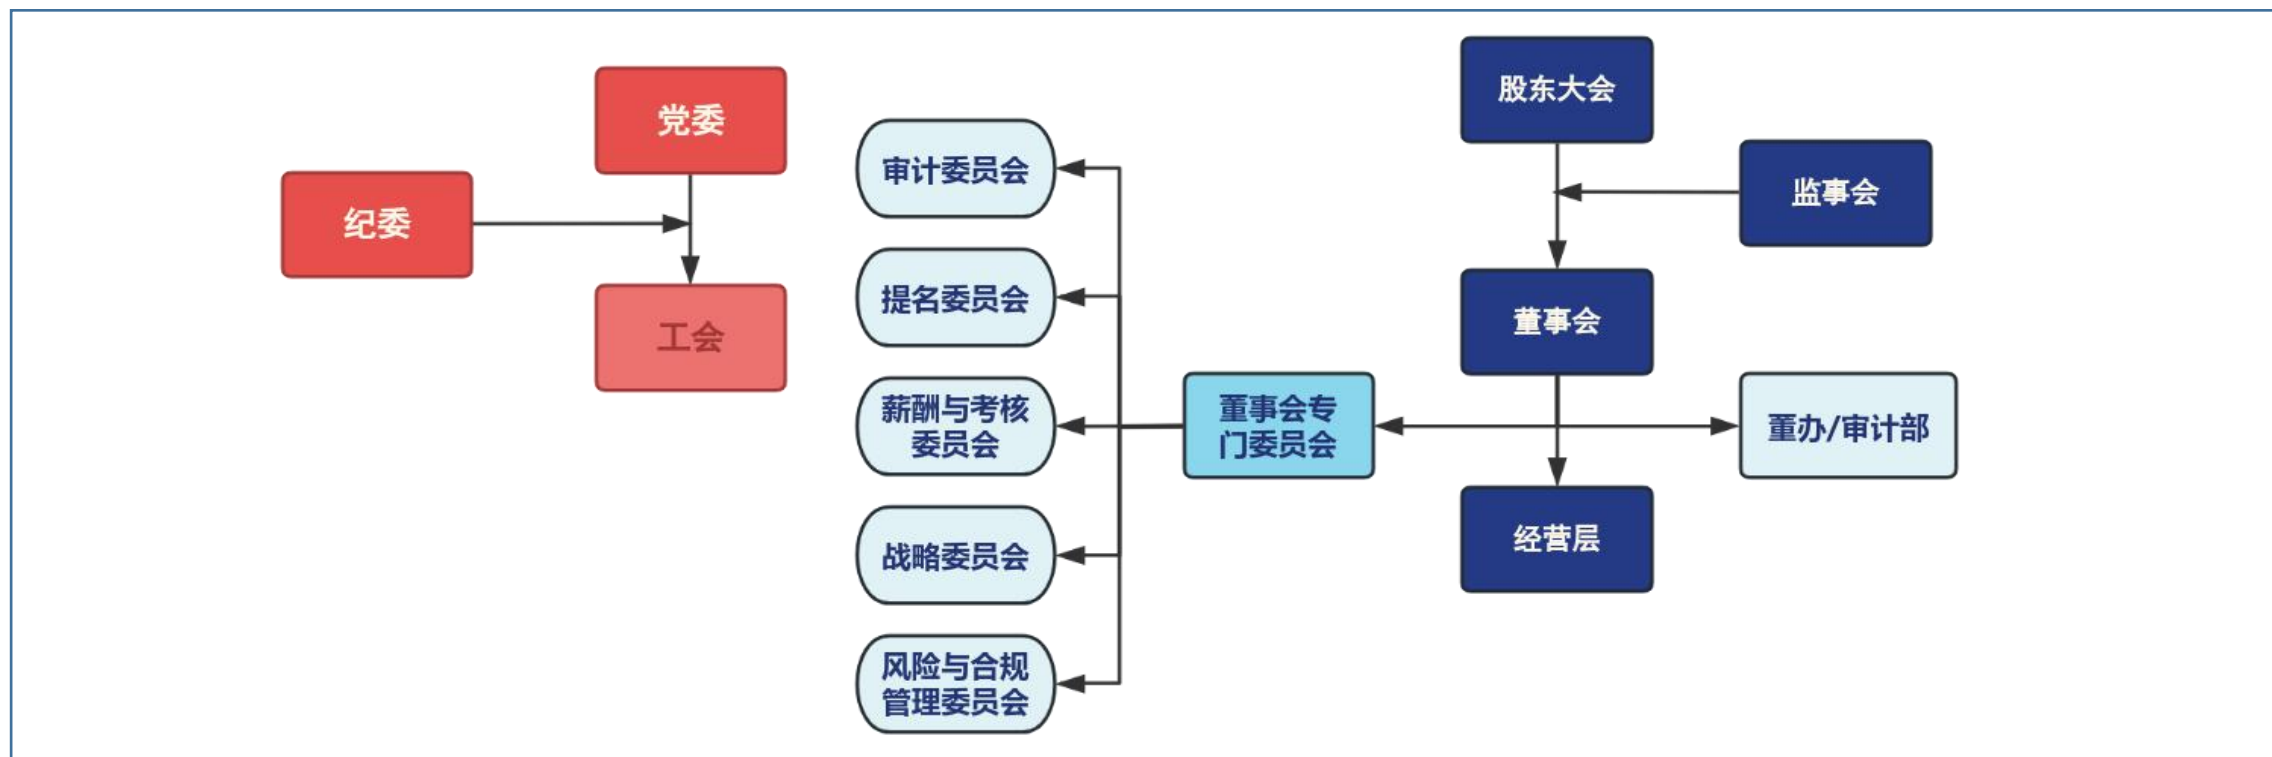 党委
纪委
工会
审计委员会
提名委员会
薪酬与考核
委员会
战略委员会
风险与合规
管理委员会
董事会专
门委员会
股东大会
监事会
董事会
董办/审计部
经营层